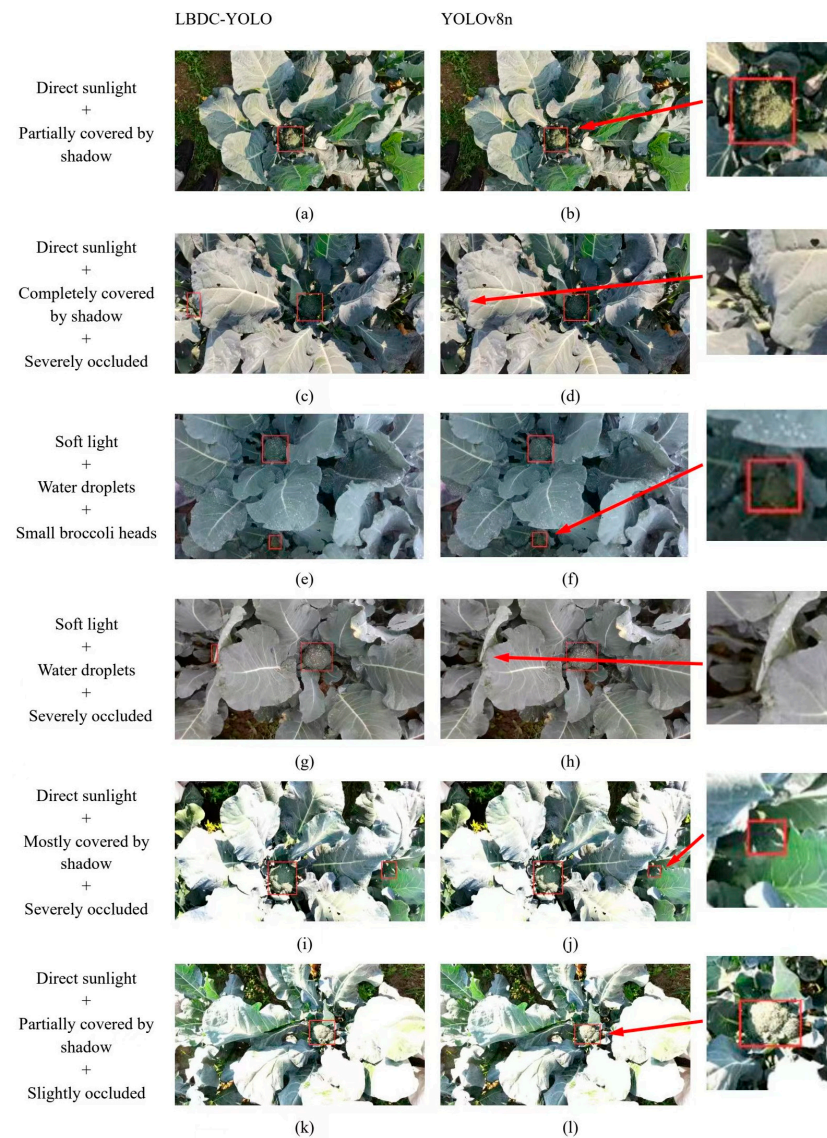 LBDC-YOLO
YOLOv8n
Direct sunlight
+
Partially covered by
shadow
(a)
(b)
Direct sunlight
+
Completely covered
by shadow
+
Severely occluded
(c)
(d)
Soft light
+
Water droplets
+
Small broccoli heads
(e)
(f)
Soft light
+
Water droplets
+
Severely occluded
(g)
(h)
Direct sunlight
+
Mostly covered by
shadow
+
Severely occluded
(i)
(j)
Direct sunlight
+
Partially covered by
shadow
+
Slightly occluded
(k)
(l)